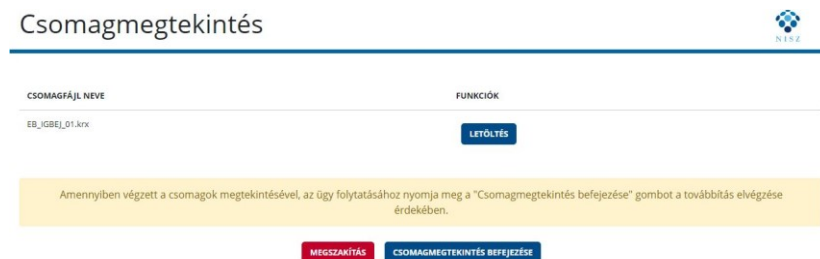 Csomagmegtekintés
NISZ
CSOMAGFÁJL NEVE FUNKCIÓK
EB_IGBEJ_01.krx
LETÖLTÉS
Amennyiben végzett a csomagok megtekintésével, az ügy folytatásához nyomja meg a "Csomagmegtekintés befejezése" gombot a továbbítás elvégzése
érdekében.
MEGSZAKÍTÁS CSOMAGMEGTEKINTÉS BEFEJEZÉSE